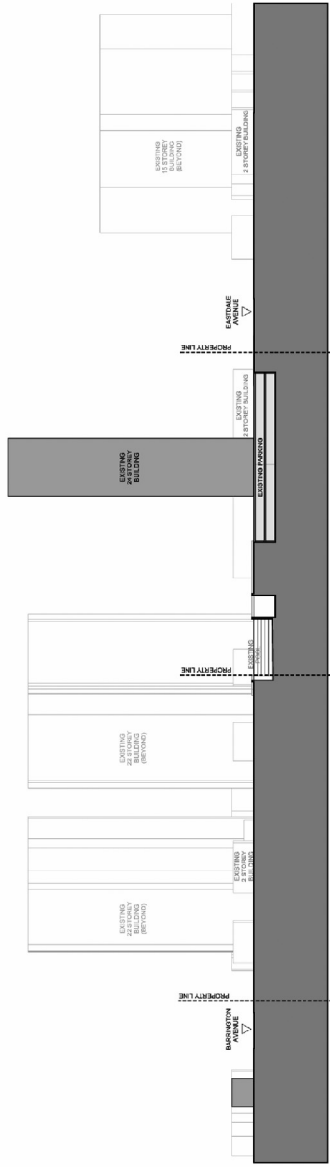 EXISTING
15 STOREY
BUILDING
(BEYOND)
EXISTING
2 STOREY BUILDING
EASTDALE
AVENUE
PROPERTY LINE
EXISTING
2 STOREY BUILDING
EXISTING PARKING
EXISTING
24 STOREY
BUILDING
EXISTING
POOL
PROPERTY LINE
EXISTING
22 STOREY
BUILDING
(BEYOND)
EXISTING
2 STOREY
BUILDING
EXISTING
22 STOREY
BUILDING
(BEYOND)
PROPERTY LINE
BARRINGTON
AVENUE